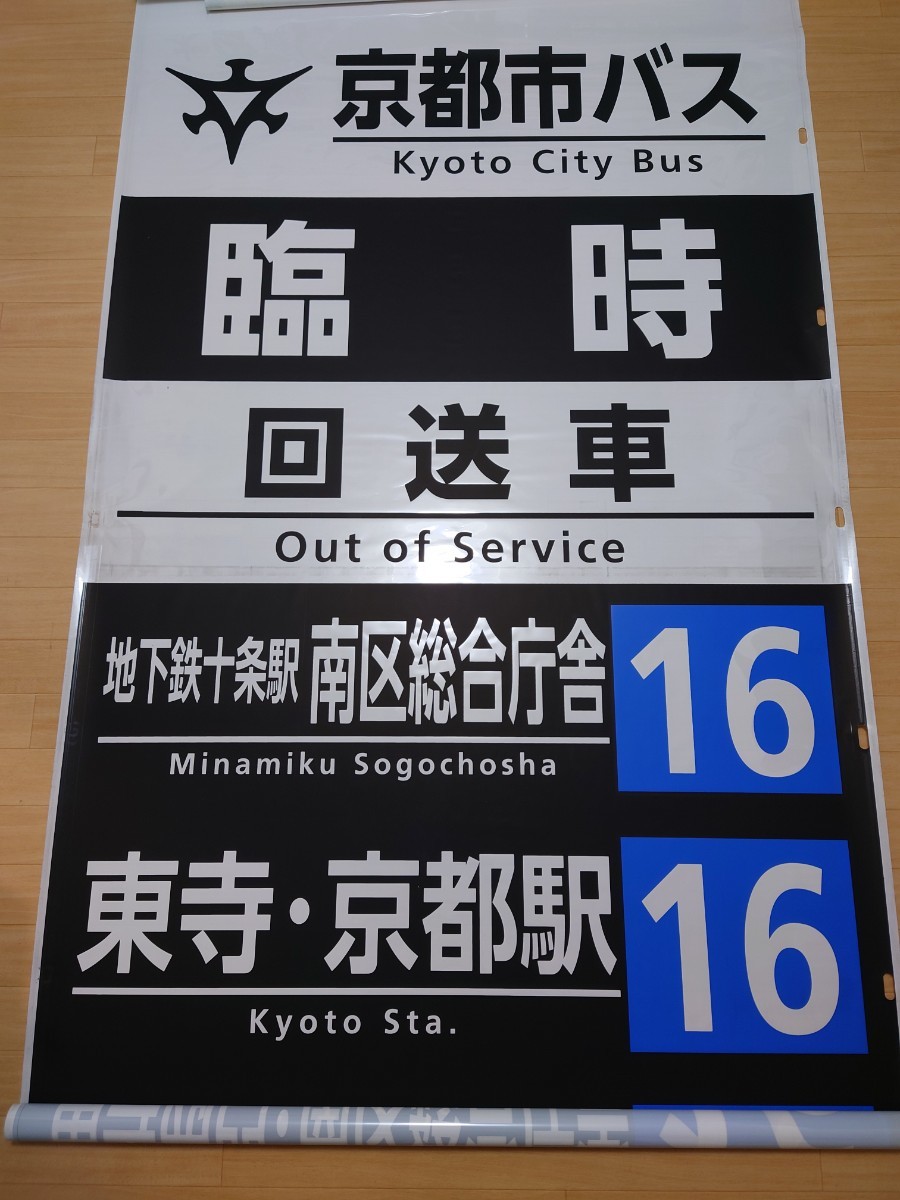 京都市バス
Kyoto City Bus
臨時
回送車
Out of Service
地下鉄十条駅 南区総合庁舎 16
Minamiku Sogochosha
東寺・京都駅 16
Kyoto Sta.